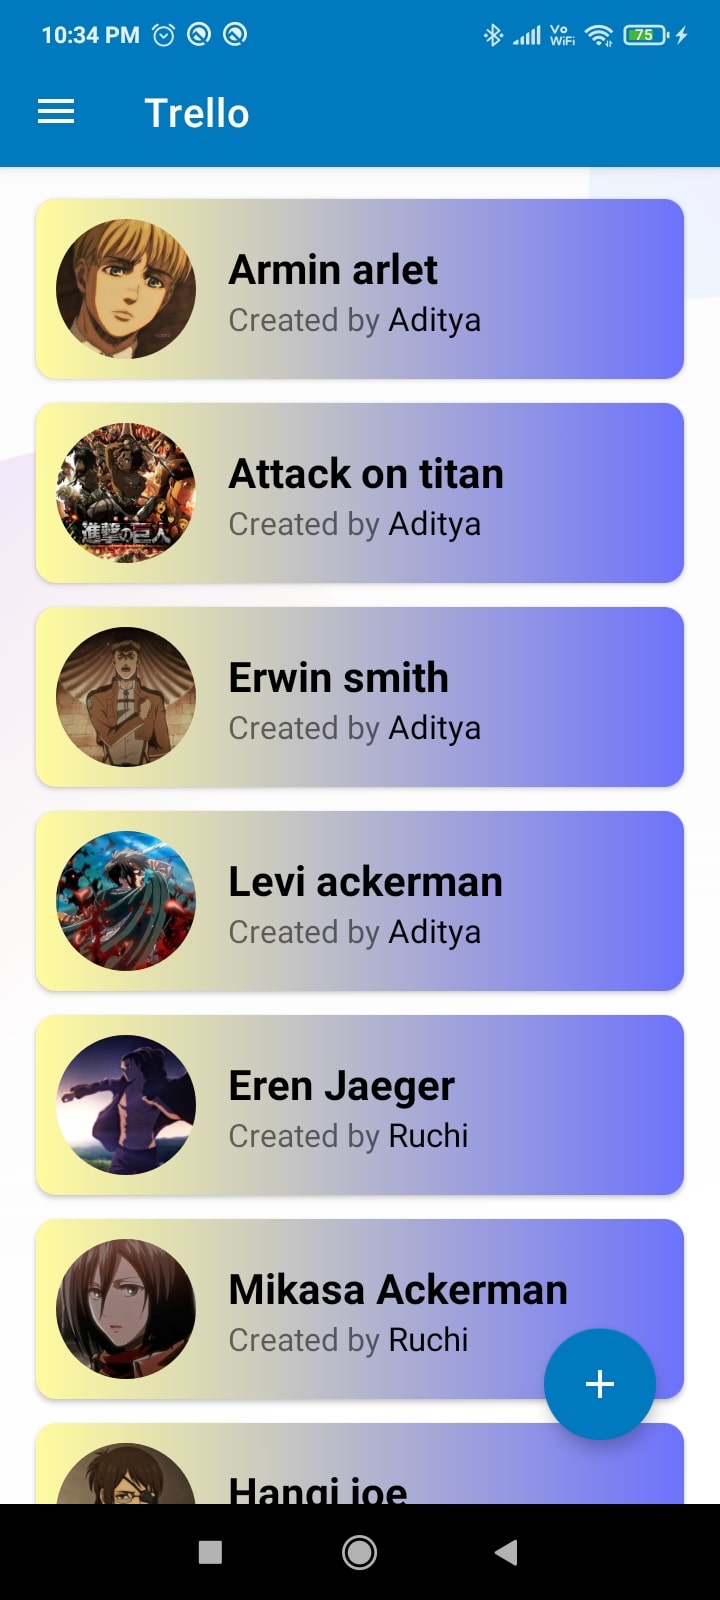 10:34 PM
Vo
WiFi
75
Trello
Armin arlet
Created by Aditya
進撃の巨人
Attack on titan
Created by Aditya
Erwin smith
Created by Aditya
Levi ackerman
Created by Aditya
Eren Jaeger
Created by Ruchi
Mikasa Ackerman
Created by Ruchi
Hangi joe